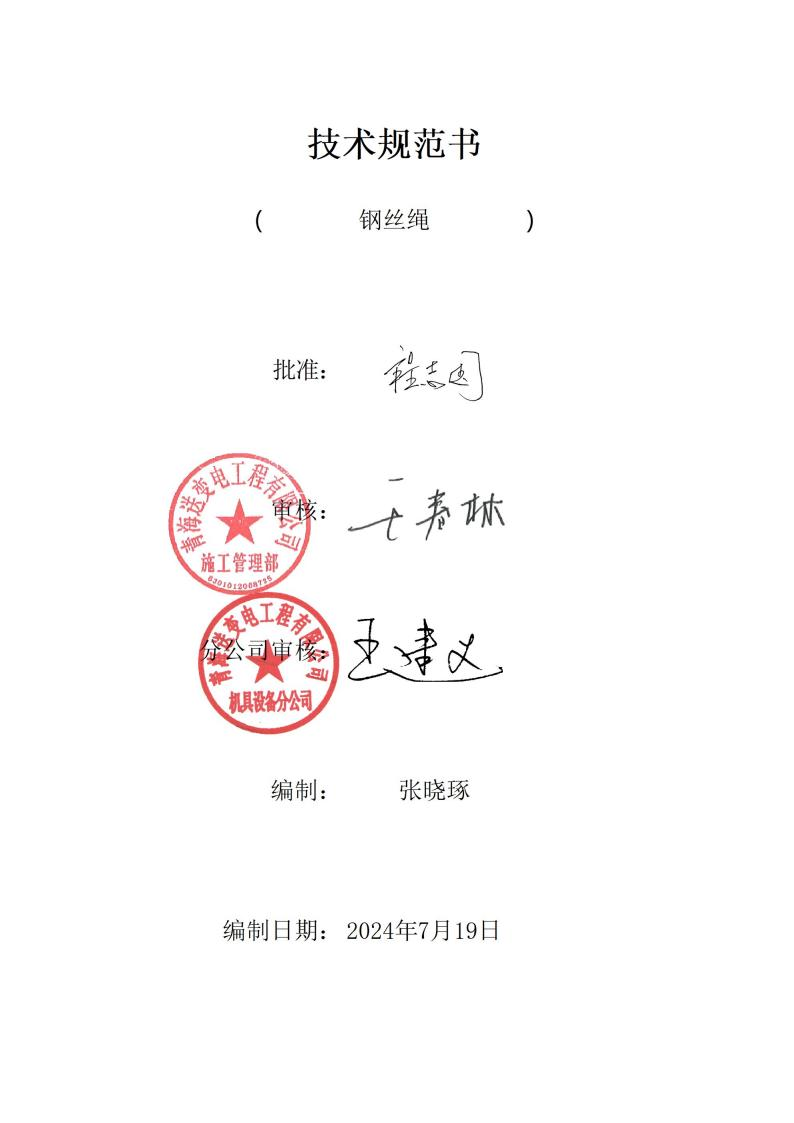 技术规范书
( 钢丝绳 )
批准： 程志国
青海送变电工程有限公司
审核： 王春林
施工管理部
6301012008725
青海送变电工程有限公司
分公司审核： 王建义
机具设备分公司
编制： 张晓琢
编制日期： 2024年7月19日